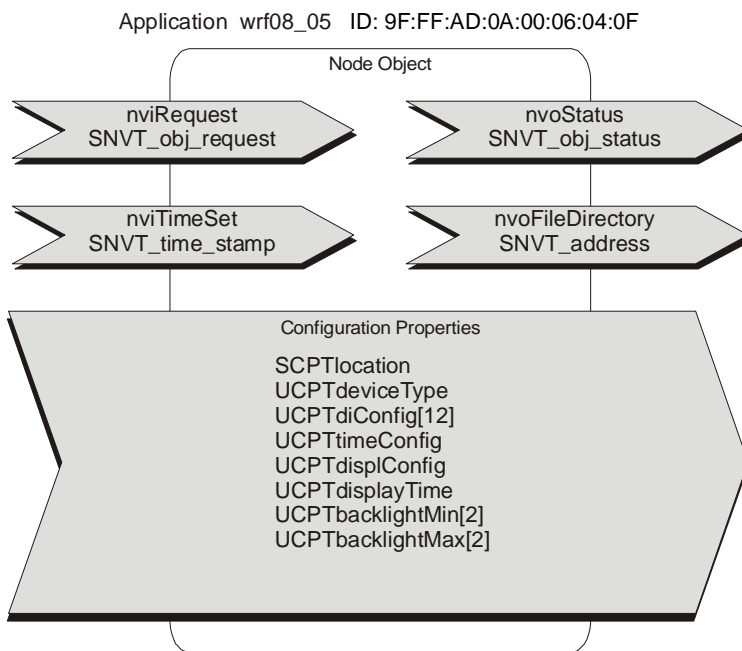 Application wrf08_05 ID: 9F:FF:AD:0A:00:06:04:0F
Node Object
nviRequest
SNVT_obj_request
nvoStatus
SNVT_obj_status
nviTimeSet
SNVT_time_stamp
nvoFileDirectory
SNVT_address
Configuration Properties
SCPTlocation
UCPTdeviceType
UCPTdiConfig[12]
UCPTtimeConfig
UCPTdisplConfig
UCPTdisplayTime
UCPTbacklightMin[2]
UCPTbacklightMax[2]